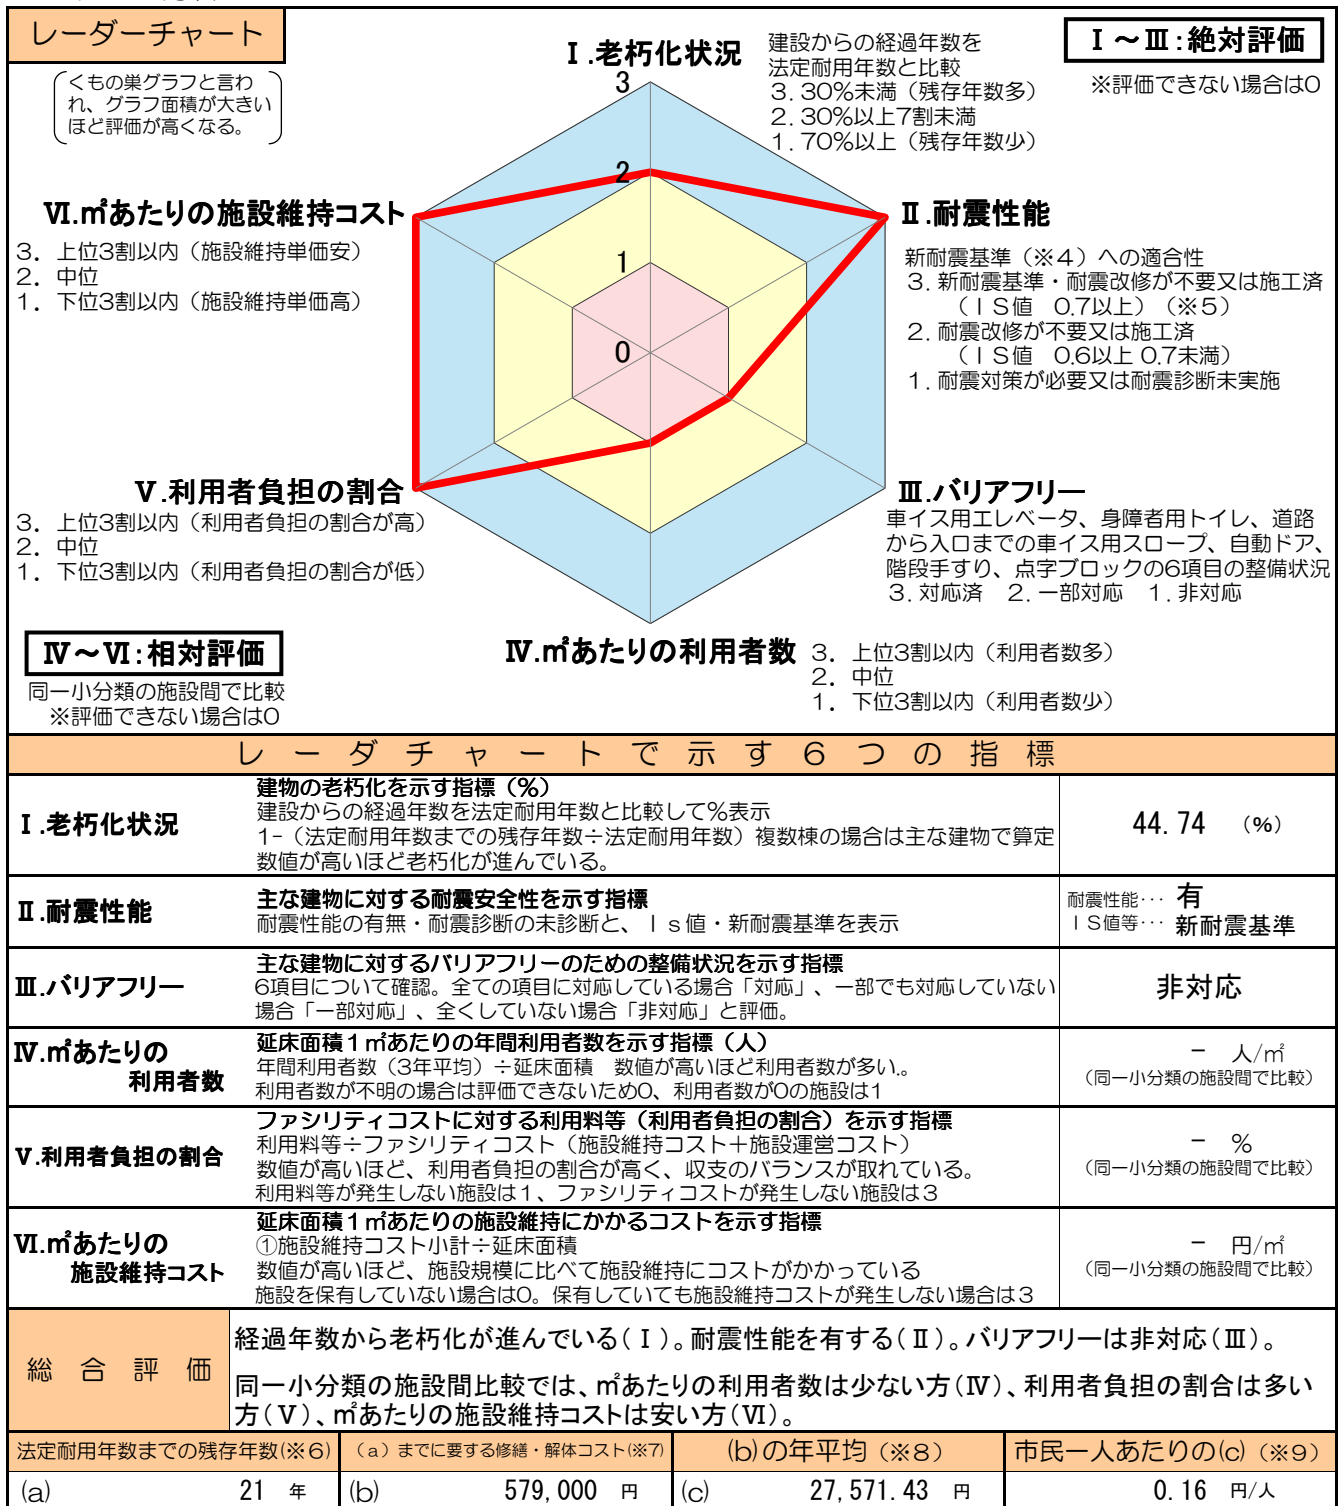 レーダーチャート
くもの巣グラフと言わ
れ、グラフ面積が大きい
ほど評価が高くなる。
Ⅰ.老朽化状況
建設からの経過年数を
法定耐用年数と比較
3. 30%未満（残存年数多）
2. 30%以上7割未満
1. 70%以上（残存年数少）
Ⅰ～Ⅲ:絶対評価
※評価できない場合は0
3
2
1
0
Ⅵ.㎡あたりの施設維持コスト
3. 上位3割以内（施設維持単価安）
2. 中位
1. 下位3割以内（施設維持単価高）
Ⅱ.耐震性能
新耐震基準（※4）への適合性
3. 新耐震基準・耐震改修が不要又は施工済
（ＩＳ値 0.7以上）（※5）
2. 耐震改修が不要又は施工済
（ＩＳ値 0.6以上 0.7未満）
1. 耐震対策が必要又は耐震診断未実施
Ⅴ.利用者負担の割合
3. 上位3割以内（利用者負担の割合が高）
2. 中位
1. 下位3割以内（利用者負担の割合が低）
Ⅲ.バリアフリー
車イス用エレベータ、身障者用トイレ、道路
から入口までの車イス用スロープ、自動ドア、
階段手すり、点字ブロックの6項目の整備状況
3. 対応済 2. 一部対応 1. 非対応
Ⅳ～Ⅵ:相対評価
同一小分類の施設間で比較
※評価できない場合は0
Ⅳ.㎡あたりの利用者数
3. 上位3割以内（利用者数多）
2. 中位
1. 下位3割以内（利用者数少）
レーダチャートで示す6つの指標
Ⅰ.老朽化状況
建物の老朽化を示す指標（%）
建設からの経過年数を法定耐用年数と比較して%表示
1-（法定耐用年数までの残存年数÷法定耐用年数）複数棟の場合は主な建物で算定
数値が高いほど老朽化が進んでいる。
44.74 （%）
Ⅱ.耐震性能
主な建物に対する耐震安全性を示す指標
耐震性能の有無・耐震診断の未診断と、Ｉｓ値・新耐震基準を表示
耐震性能･･･ 有
ＩＳ値等･･･ 新耐震基準
Ⅲ.バリアフリー
主な建物に対するバリアフリーのための整備状況を示す指標
6項目について確認。全ての項目に対応している場合「対応」、一部でも対応していない
場合「一部対応」、全くしていない場合「非対応」と評価。
非対応
Ⅳ.㎡あたりの
利用者数
延床面積１㎡あたりの年間利用者数を示す指標（人）
年間利用者数（3年平均）÷延床面積 数値が高いほど利用者数が多い。
利用者数が不明の場合は評価できないため0、利用者数が0の施設は1
－ 人/㎡
（同一小分類の施設間で比較）
Ⅴ.利用者負担の割合
ファシリティコストに対する利用料等（利用者負担の割合）を示す指標
利用料等÷ファシリティコスト（施設維持コスト＋施設運営コスト）
数値が高いほど、利用者負担の割合が高く、収支のバランスが取れている。
利用料等が発生しない施設は１、ファシリティコストが発生しない施設は３
－ %
（同一小分類の施設間で比較）
Ⅵ.㎡あたりの
施設維持コスト
延床面積１㎡あたりの施設維持にかかるコストを示す指標
①施設維持コスト小計÷延床面積
数値が高いほど、施設規模に比べて施設維持にコストがかかっている
施設を保有していない場合は0。保有していても施設維持コストが発生しない場合は３
－ 円/㎡
（同一小分類の施設間で比較）
総合評価
経過年数から老朽化が進んでいる(Ⅰ)。耐震性能を有する(Ⅱ)。バリアフリーは非対応(Ⅲ)。
同一小分類の施設間比較では、㎡あたりの利用者数は少ない方(Ⅳ)、利用者負担の割合は多い
方(Ⅴ)、㎡あたりの施設維持コストは安い方(Ⅵ)。
法定耐用年数までの残存年数(※6)
（a）までに要する修繕・解体コスト(※7)
(b)の年平均（※8）
市民一人あたりの(c)（※9）
(a) 21 年
(b) 579,000 円
(c) 27,571.43 円
0.16 円/人